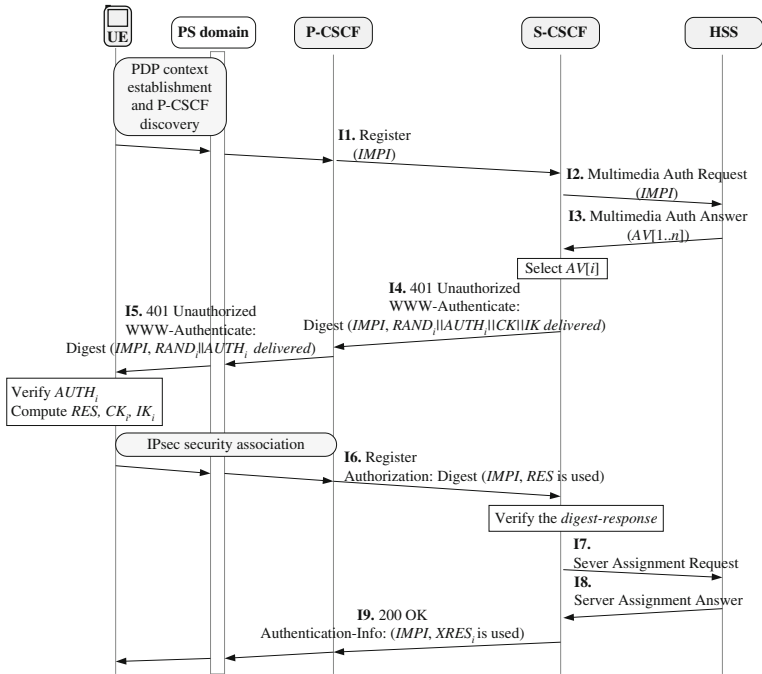 UE
PS domain
P-CSCF
S-CSCF
HSS
PDP context
establishment
and P-CSCF
discovery
I1. Register
(IMPI)
I2. Multimedia Auth Request
(IMPI)
I3. Multimedia Auth Answer
(AV[1..n])
Select AV[i]
I4. 401 Unauthorized
WWW-Authenticate:
Digest (IMPI, RANDi||AUTHi||CK||IK delivered)
I5. 401 Unauthorized
WWW-Authenticate:
Digest (IMPI, RANDi||AUTHi delivered)
Verify AUTHi
Compute RES, CKi, IKi
IPsec security association
I6. Register
Authorization: Digest (IMPI, RES is used)
Verify the digest-response
I7.
Sever Assignment Request
I8.
Server Assignment Answer
I9. 200 OK
Authentication-Info: (IMPI, XRESi is used)